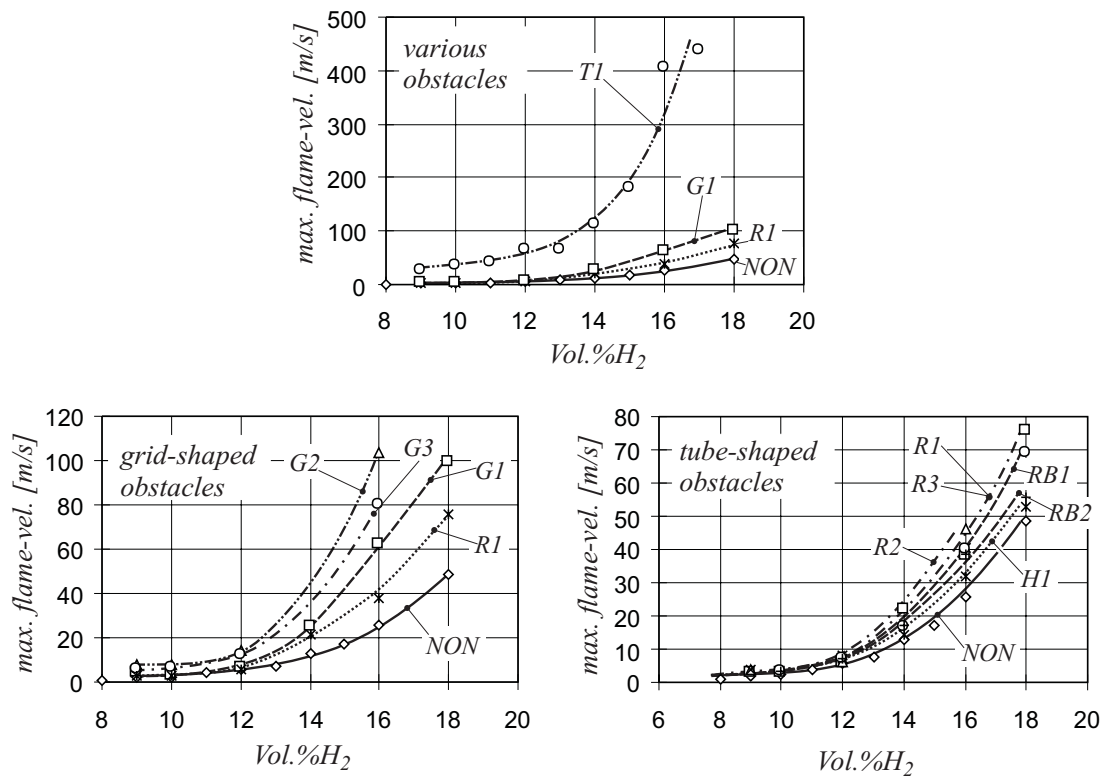 max. flame-vel. [m/s]
500
400
300
200
100
0
various
obstacles
T1
G1
R1
NON
8 10 12 14 16 18 20
Vol.%H2
max. flame-vel. [m/s]
120
100
80
60
40
20
0
grid-shaped
obstacles
G2
G3
G1
R1
NON
8 10 12 14 16 18 20
Vol.%H2
max. flame-vel. [m/s]
80
70
60
50
40
30
20
10
0
tube-shaped
obstacles
R1
R3
RB1
RB2
R2
H1
NON
6 8 10 12 14 16 18 20
Vol.%H2